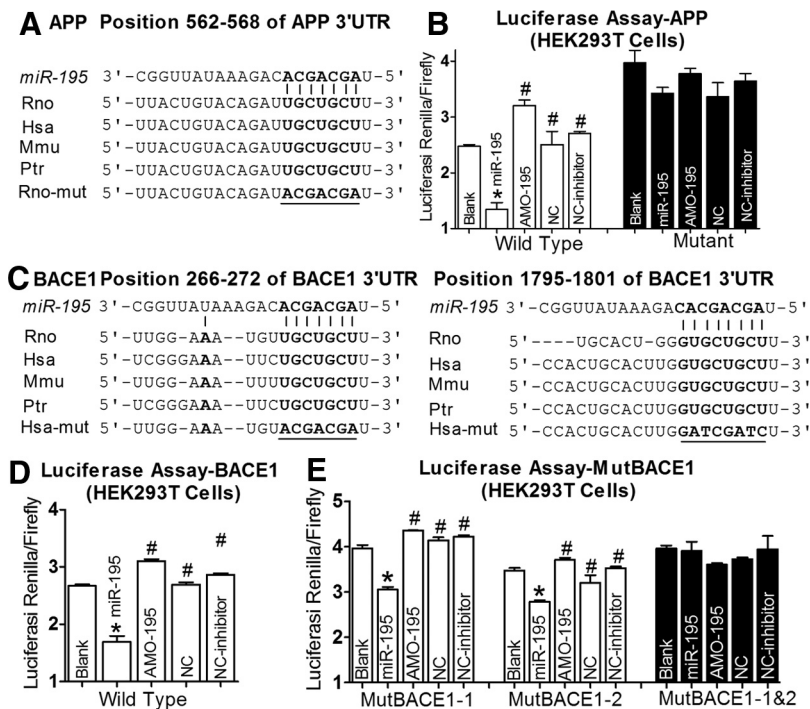 A APP Position 562-568 of APP 3'UTR
miR-195 3'-CGGUUAUAAAGACACGACGAU-5'
Rno 5'-UUACUGUACAGAUUGCUGCUU-3'
Hsa 5'-UUACUGUACAGAUUGCUGCUU-3'
Mmu 5'-UUACUGUACAGAUUGCUGCUU-3'
Ptr 5'-UUACUGUACAGAUUGCUGCUU-3'
Rno-mut 5'-UUACUGUACAGAUACGACGAU-3'
B Luciferase Assay-APP
(HEK293T Cells)
Luciferasi Renilla/Firefly
4
3
2
1
Blank
* miR-195
# AMO-195
# NC
# NC-inhibitor
Blank
miR-195
AMO-195
NC
NC-inhibitor
Wild Type
Mutant
C BACE1 Position 266-272 of BACE1 3'UTR
miR-195 3'-CGGUUAUAAAGACACGACGAU-5'
Rno 5'-UUGG-AA--UGUUGCUGCUU-3'
Hsa 5'-UCGGGAA--UUCUGCUGCUU-3'
Mmu 5'-UUGG-AA--UUUUGCUGCUU-3'
Ptr 5'-UCGGGAA--UUCUGCUGCUU-3'
Hsa-mut 5'-UUGG-AA--UGUACGACGAU-3'
Position 1795-1801 of BACE1 3'UTR
miR-195 3'-CGGUUAUAAAGACACGACGAU-5'
Rno 5'----UGCACU-GGGUGCUGCUU-3'
Hsa 5'-CCACUGCACUUGGUGCUGCUU-3'
Mmu 5'-CCACUGCACUUGGUGCUGCUU-3'
Ptr 5'-CCACUGCACUUGGUGCUGCUU-3'
Hsa-mut 5'-CCACUGCACUUGGATCGATCU-3'
D Luciferase Assay-BACE1
(HEK293T Cells)
Luciferasi Renilla/Firefly
4
3
2
1
Blank
* miR-195
# AMO-195
# NC
# NC-inhibitor
Wild Type
E Luciferase Assay-MutBACE1
(HEK293T Cells)
Luciferasi Renilla/Firefly
5
4
3
2
1
Blank
* miR-195
# AMO-195
# NC
# NC-inhibitor
Blank
* miR-195
# AMO-195
# NC
# NC-inhibitor
Blank
miR-195
AMO-195
NC
NC-inhibitor
MutBACE1-1
MutBACE1-2
MutBACE1-1&2